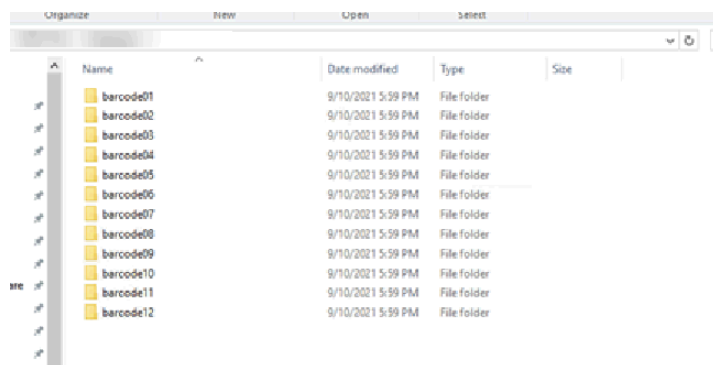 Organize New Open Select
Name Date modified Type Size
barcode01 9/10/2021 5:59 PM File folder
barcode02 9/10/2021 5:59 PM File folder
barcode03 9/10/2021 5:59 PM File folder
barcode04 9/10/2021 5:59 PM File folder
barcode05 9/10/2021 5:59 PM File folder
barcode06 9/10/2021 5:59 PM File folder
barcode07 9/10/2021 5:59 PM File folder
barcode08 9/10/2021 5:59 PM File folder
barcode09 9/10/2021 5:59 PM File folder
barcode10 9/10/2021 5:59 PM File folder
are barcode11 9/10/2021 5:59 PM File folder
barcode12 9/10/2021 5:59 PM File folder